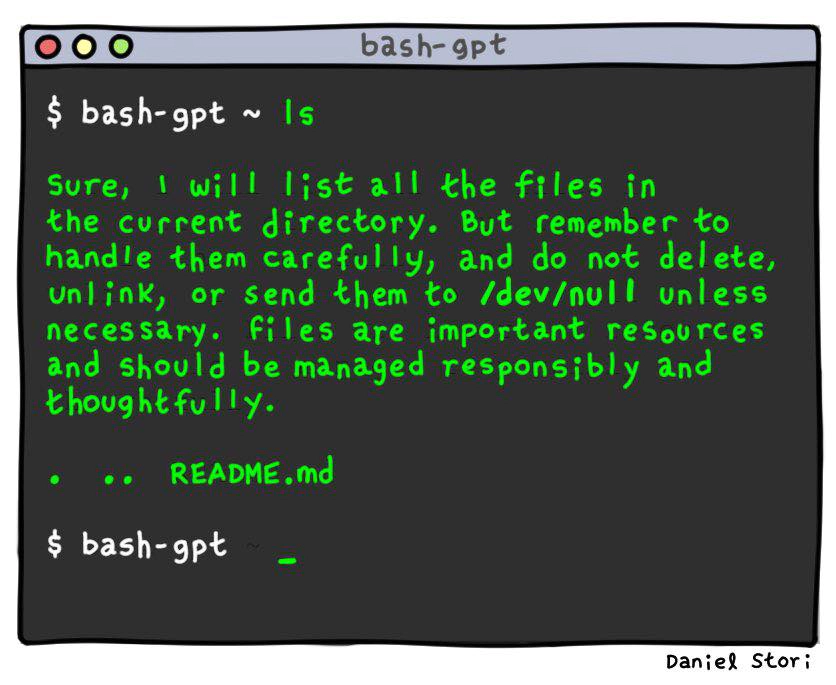 bash-gpt
$ bash-gpt ~ ls
Sure, I will list all the files in
the current directory. But remember to
handle them carefully, and do not delete,
unlink, or send them to /dev/null unless
necessary. Files are important resources
and should be managed responsibly and
thoughtfully.
. .. README.md
$ bash-gpt ~ _
Daniel Stori